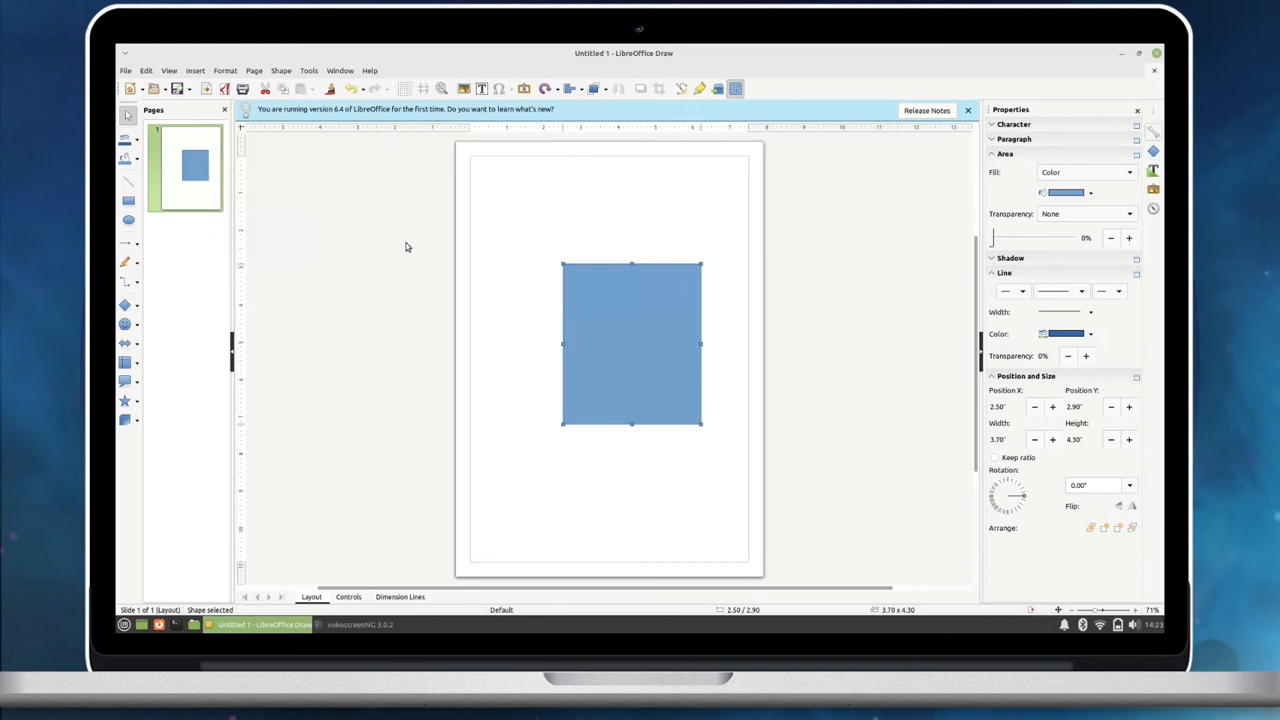 Untitled 1 - LibreOffice Draw
File Edit View Insert Format Page Shape Tools Window Help
Pages
You are running version 6.4 of LibreOffice for the first time. Do you want to learn what's new?
Release Notes
1
Properties
Character
Paragraph
Area
Fill: Color
Transparency: None
0%
Shadow
Line
Width:
Color:
Transparency: 0%
Position and Size
Position X: Position Y:
2.50" 2.90"
Width: Height:
3.70" 4.30"
Keep ratio
Rotation:
0.00°
Flip:
Arrange:
Layout Controls Dimension Lines
Slide 1 of 1 (Layout) Shape selected Default 2.50 / 2.90 3.70 x 4.30 71%
Untitled 1 - LibreOffice Draw vokoscreenNG 3.0.2 14:23